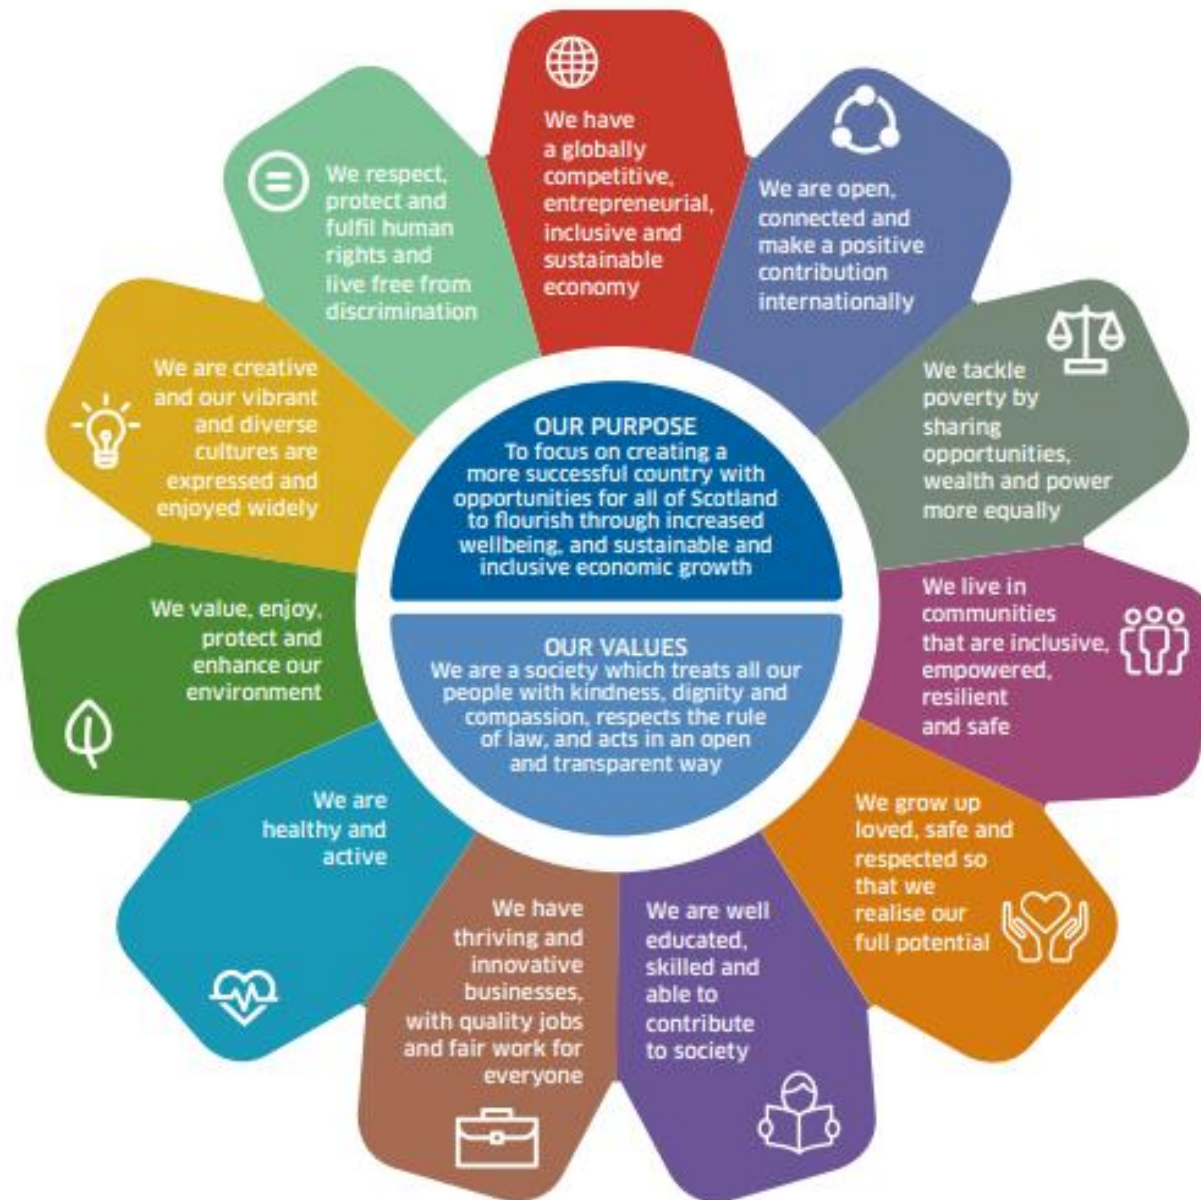 We have
a globally
competitive,
entrepreneurial,
inclusive and
sustainable
economy
We are open,
connected and
make a positive
contribution
internationally
We tackle
poverty by
sharing
opportunities,
wealth and power
more equally
We live in
communities
that are inclusive,
empowered,
resilient
and safe
We grow up
loved, safe and
respected so
that we
realise our
full potential
We are well
educated,
skilled and
able to
contribute
to society
We have
thriving and
innovative
businesses,
with quality jobs
and fair work for
everyone
We are
healthy and
active
We value, enjoy,
protect and
enhance our
environment
We are creative
and our vibrant
and diverse
cultures are
expressed and
enjoyed widely
We respect,
protect and
fulfil human
rights and
live free from
discrimination
OUR PURPOSE
To focus on creating a
more successful country with
opportunities for all of Scotland
to flourish through increased
wellbeing, and sustainable and
inclusive economic growth
OUR VALUES
We are a society which treats all our
people with kindness, dignity and
compassion, respects the rule
of law, and acts in an open
and transparent way